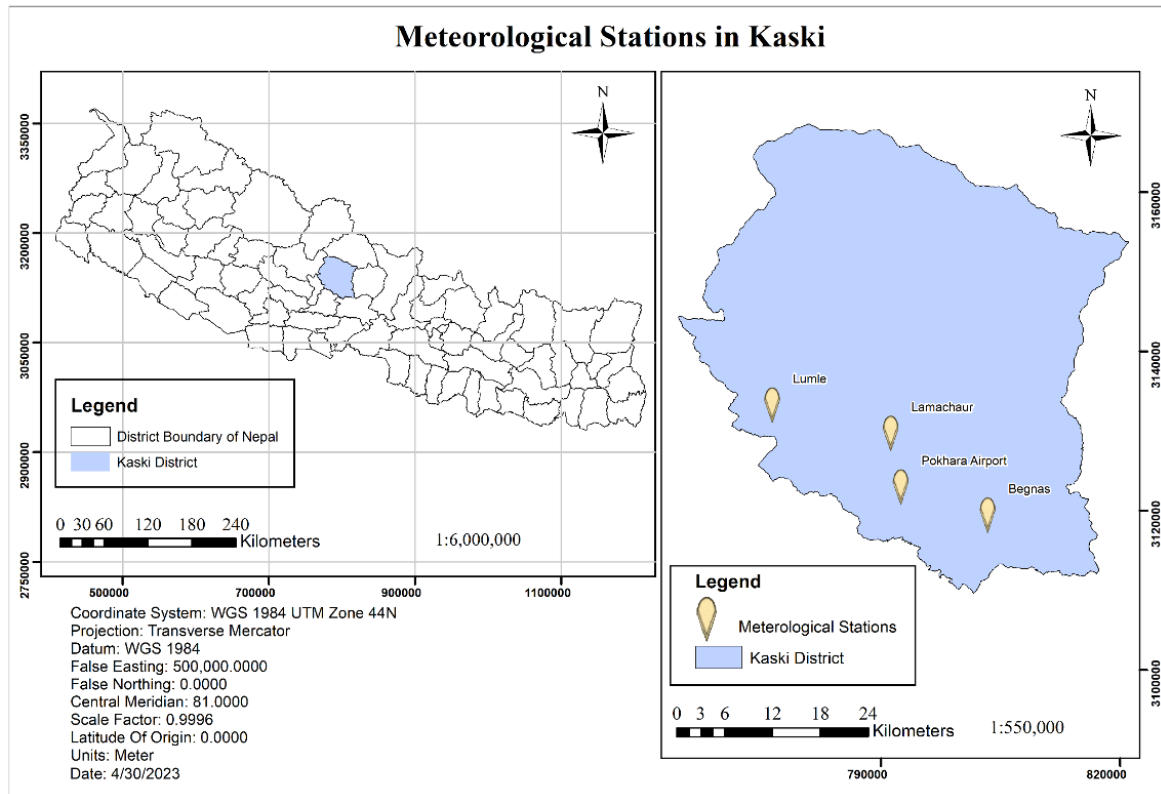 Meteorological Stations in Kaski
N
3350000
3200000
3050000
2900000
2750000
Legend
District Boundary of Nepal
Kaski District
0 30 60 120 180 240
Kilometers
1:6,000,000
500000 700000 900000 1100000
Coordinate System: WGS 1984 UTM Zone 44N
Projection: Transverse Mercator
Datum: WGS 1984
False Easting: 500,000.0000
False Northing: 0.0000
Central Meridian: 81.0000
Scale Factor: 0.9996
Latitude Of Origin: 0.0000
Units: Meter
Date: 4/30/2023
N
3160000
3140000
3120000
3100000
Lumle
Lamachaur
Pokhara Airport
Begnas
Legend
Meterological Stations
Kaski District
0 3 6 12 18 24
Kilometers
1:550,000
790000 820000